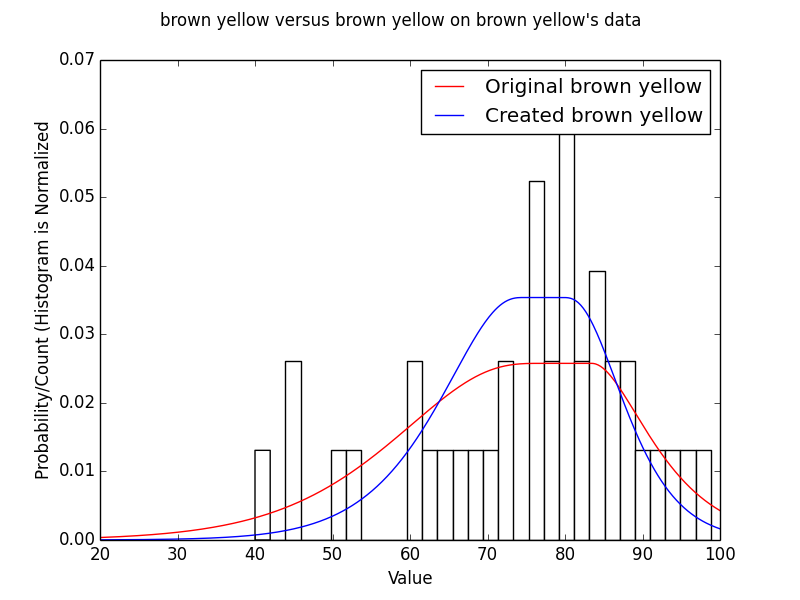 brown yellow versus brown yellow on brown yellow's data
Original brown yellow
Created brown yellow
Probability/Count (Histogram is Normalized
0.07
0.06
0.05
0.04
0.03
0.02
0.01
0.00
20 30 40 50 60 70 80 90 100
Value